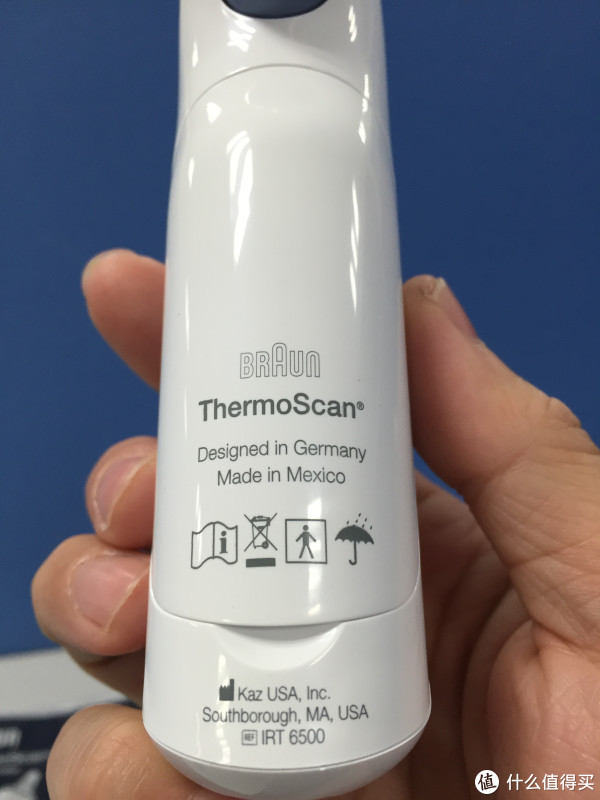 BRAUN
ThermoScan®
Designed in Germany
Made in Mexico
i
Kaz USA, Inc.
Southborough, MA, USA
REF IRT 6500
值 什么值得买